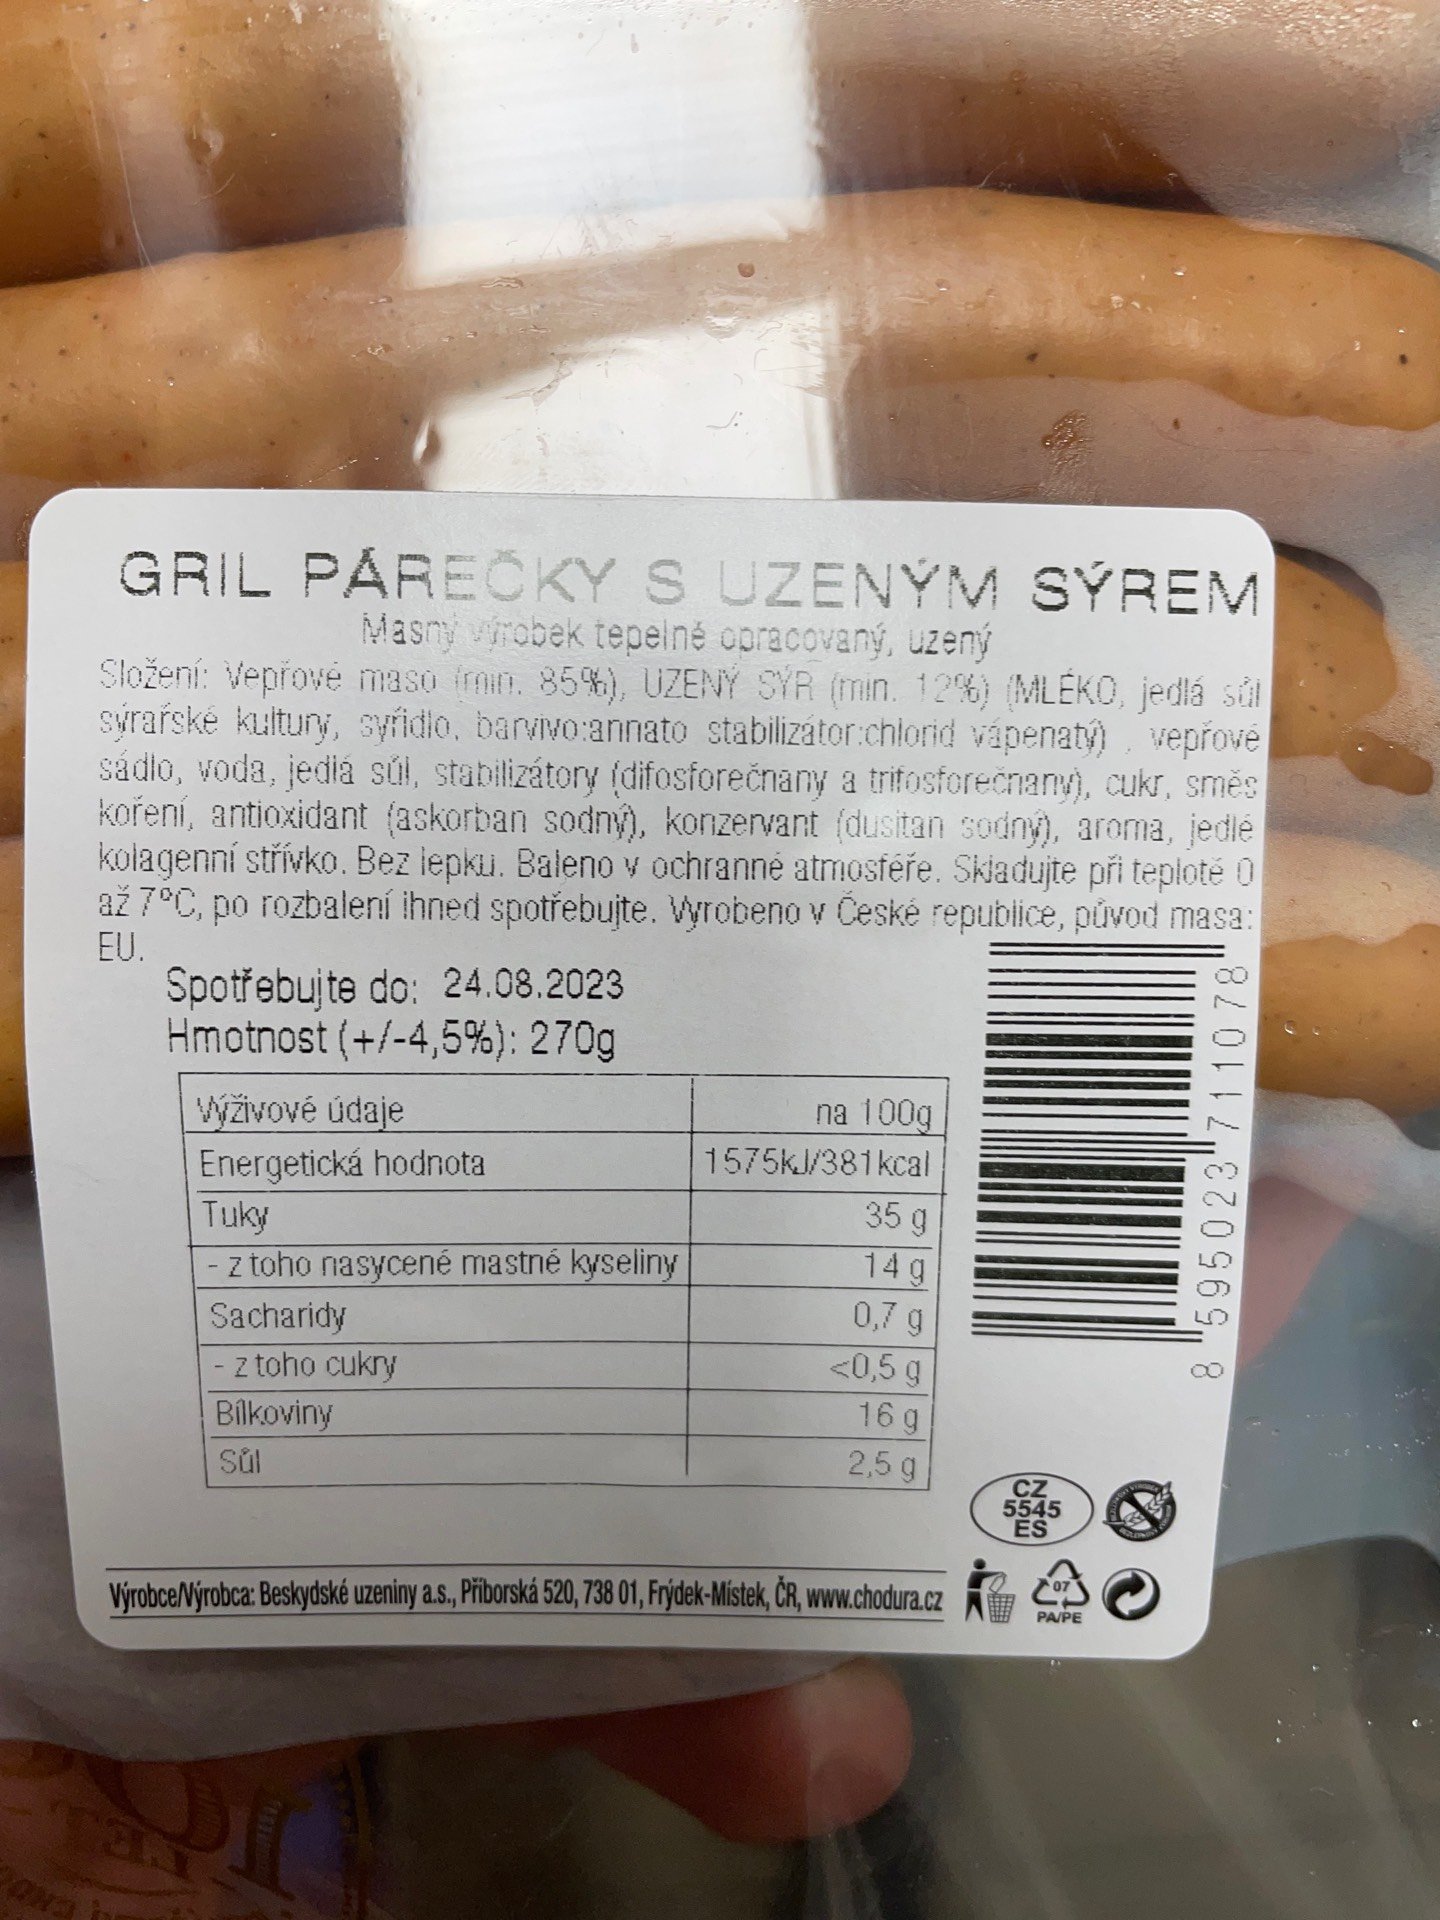 GRIL PÁREČKY S UZENÝM SÝREM
Masný výrobek tepelně opracovaný, uzený
Složení: Vepřové maso (min. 85%), UZENÝ SÝR (min. 12%) (MLÉKO, jedlá sůl
sýrařské kultury, syřidlo, barvivo:annato stabilizátor:chlorid vápenatý) , vepřové
sádlo, voda, jedlá sůl, stabilizátory (difosforečnany a trifosforečnany), cukr, směs
koření, antioxidant (askorban sodný), konzervant (dusitan sodný), aroma, jedlé
kolagenní střívko. Bez lepku. Baleno v ochranné atmosféře. Skladujte při teplotě 0
až 7°C, po rozbalení ihned spotřebujte. Vyrobeno v České republice, původ masa:
EU.
Spotřebujte do: 24.08.2023
Hmotnost (+/-4,5%): 270g
Výživové údaje na 100g
Energetická hodnota 1575kJ/381kcal
Tuky 35 g
- z toho nasycené mastné kyseliny 14 g
Sacharidy 0,7 g
- z toho cukry <0,5 g
Bílkoviny 16 g
Sůl 2,5 g
8 595023 711078
CZ
5545
ES
07
PA/PE
Výrobce/Výrobca: Beskydské uzeniny a.s., Příborská 520, 738 01, Frýdek-Místek, ČR, www.chodura.cz